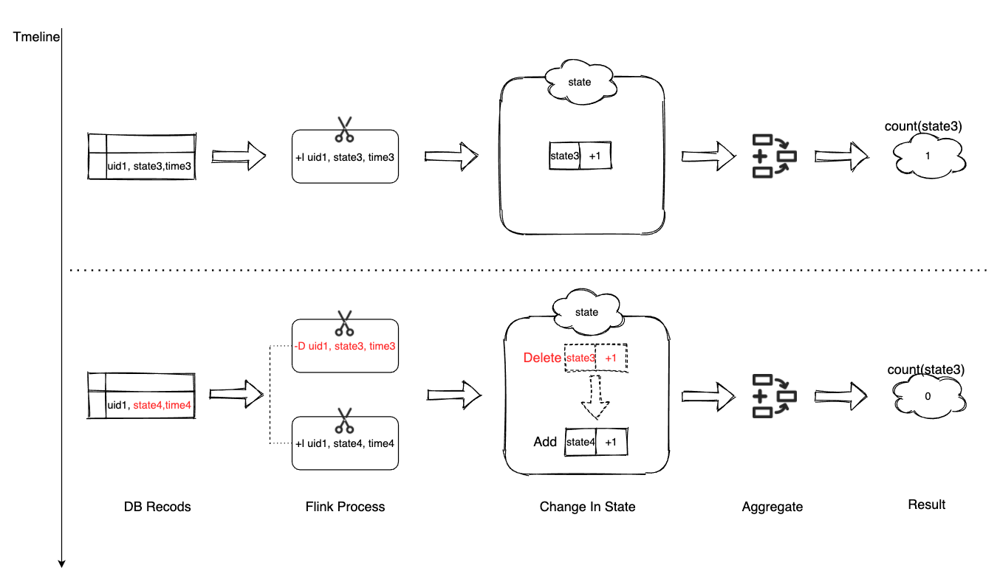 Tmeline
state
count(state3)
uid1, state3,time3
+I uid1, state3, time3
state3 +1
1
state
-D uid1, state3, time3
Delete state3 +1
count(state3)
uid1, state4,time4
0
+I uid1, state4, time4
Add state4 +1
DB Recods
Flink Process
Change In State
Aggregate
Result